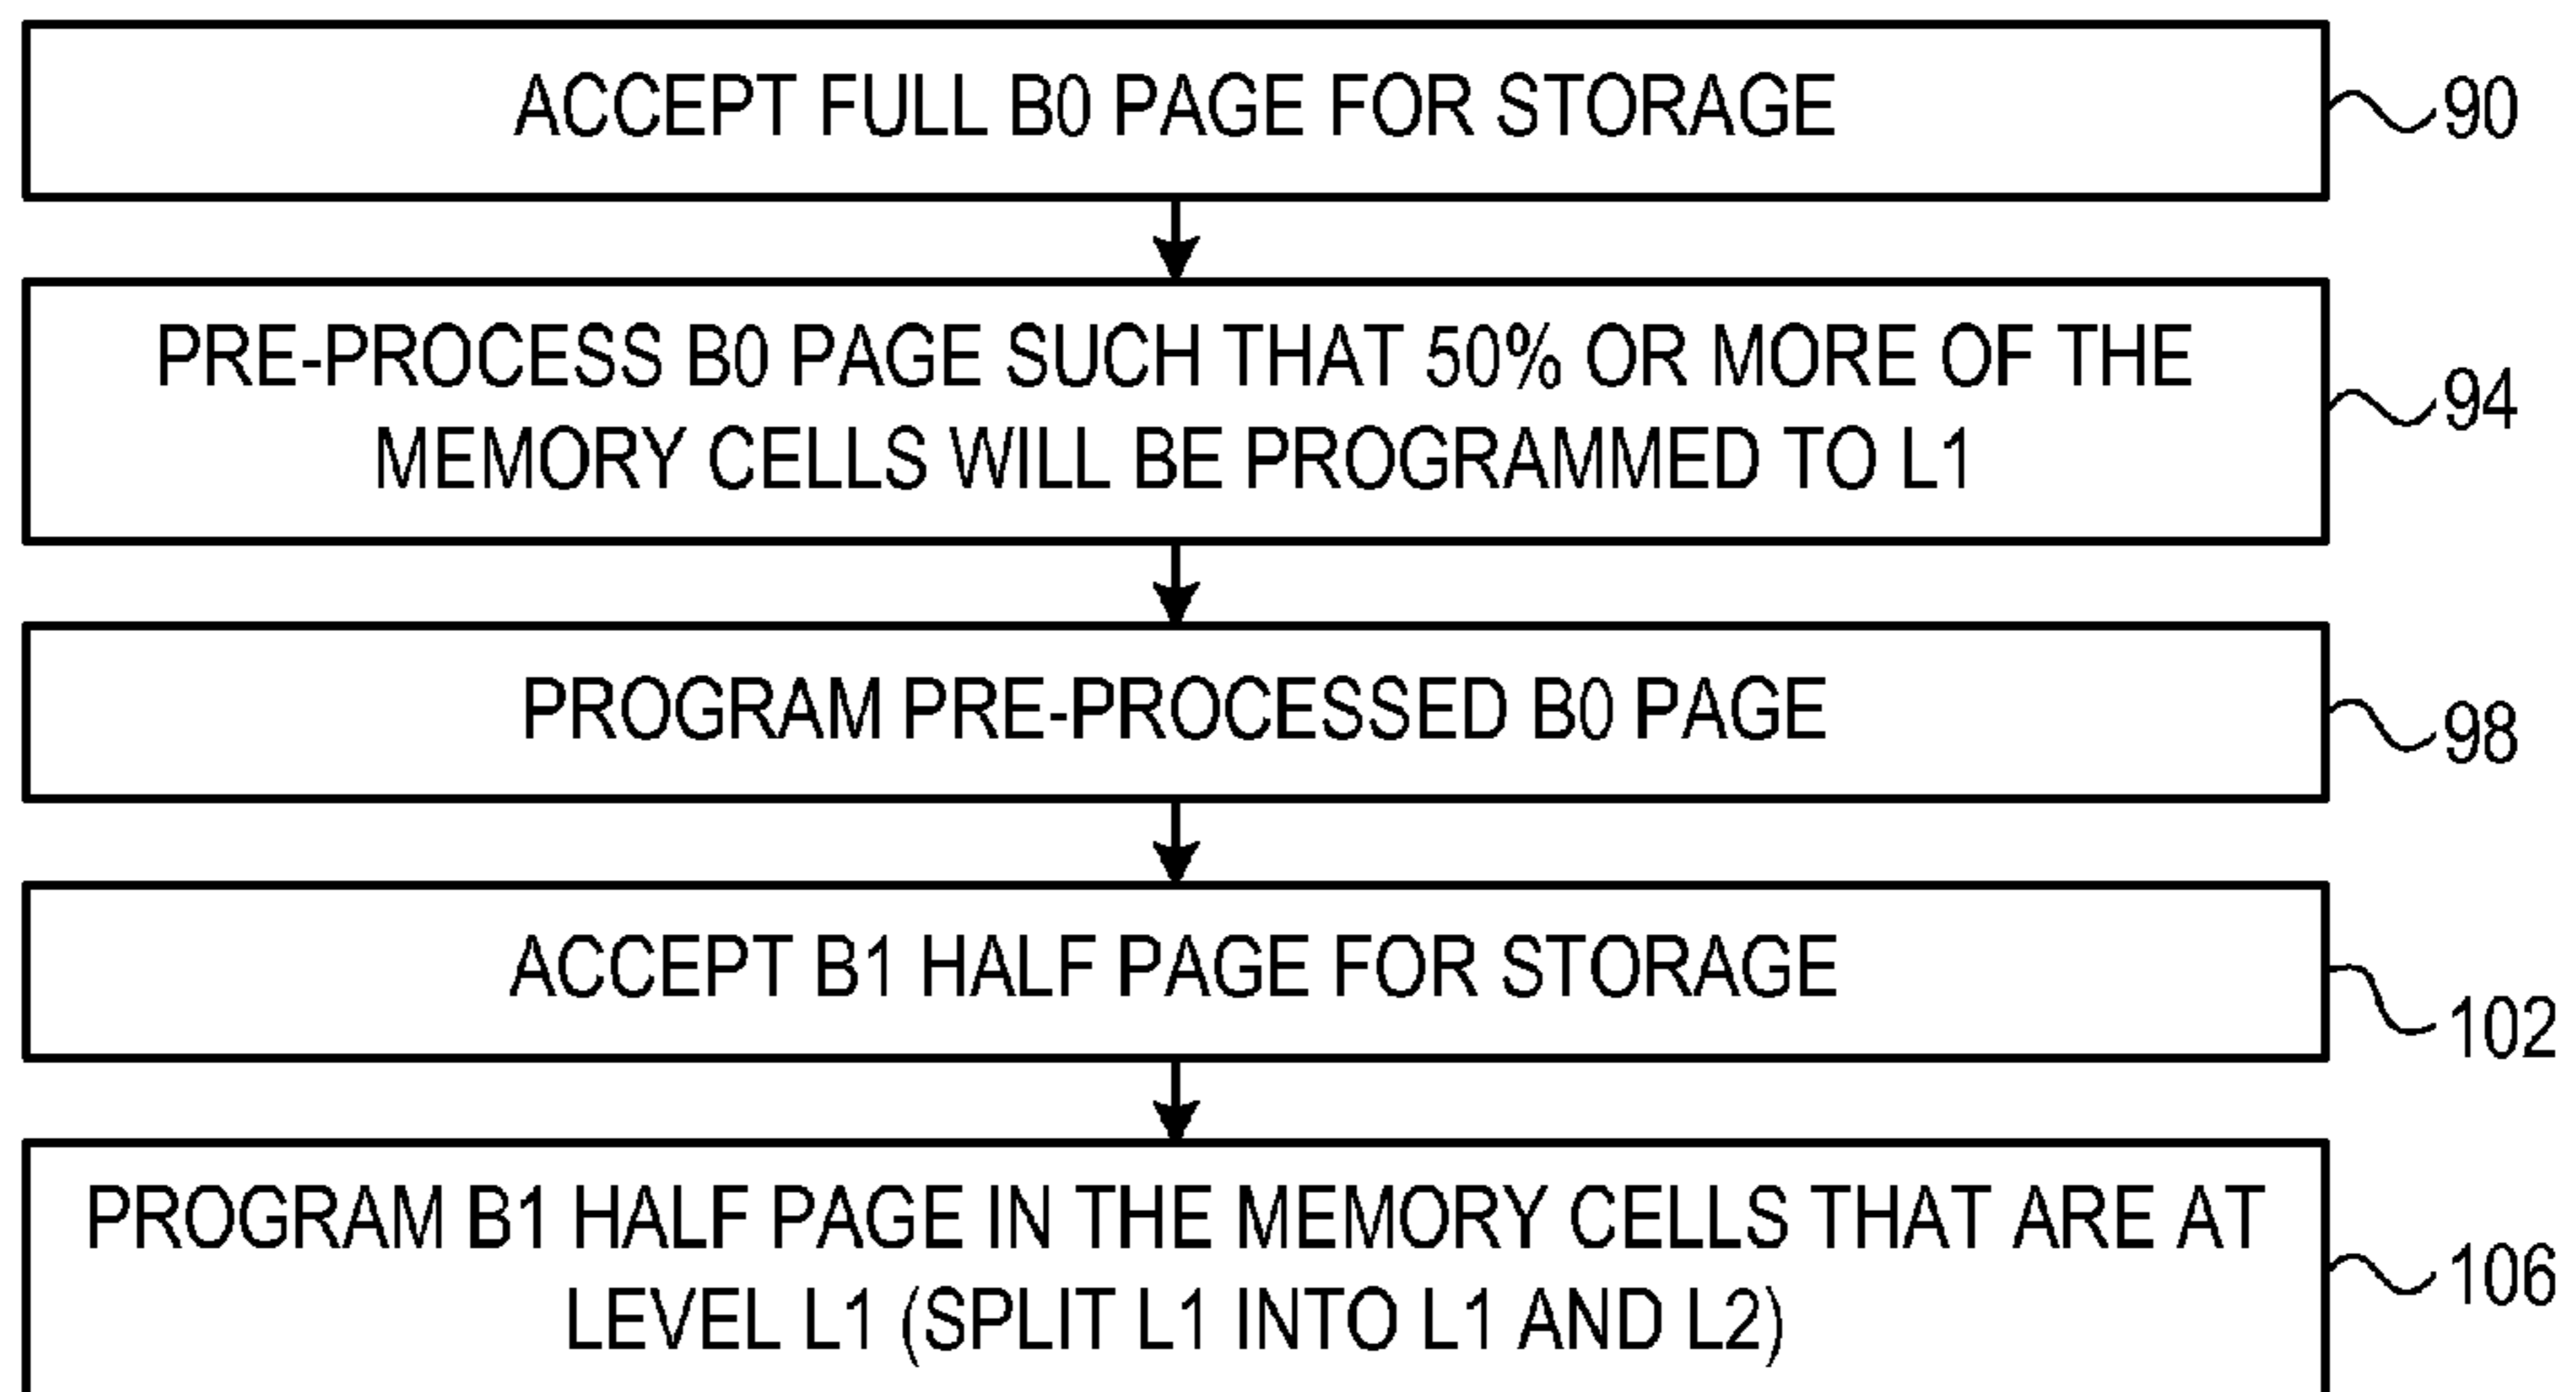 ACCEPT FULL B0 PAGE FOR STORAGE
90
PRE-PROCESS B0 PAGE SUCH THAT 50% OR MORE OF THE
MEMORY CELLS WILL BE PROGRAMMED TO L1
94
PROGRAM PRE-PROCESSED B0 PAGE
98
ACCEPT B1 HALF PAGE FOR STORAGE
102
PROGRAM B1 HALF PAGE IN THE MEMORY CELLS THAT ARE AT
LEVEL L1 (SPLIT L1 INTO L1 AND L2)
106